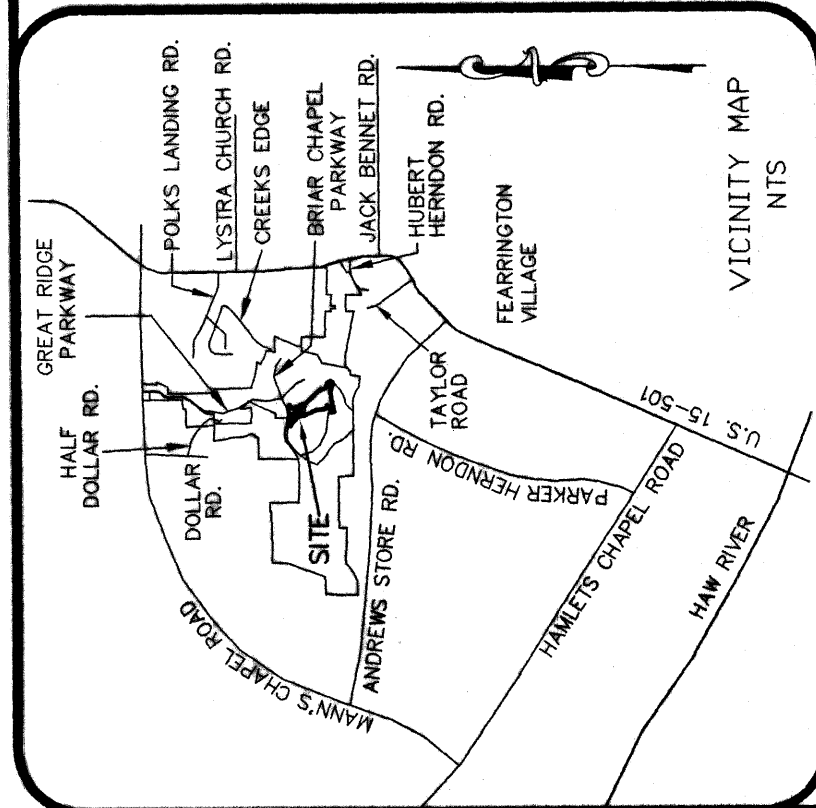 GREAT RIDGE
PARKWAY
HALF
DOLLAR RD.
DOLLAR
RD.
SITE
MANN'S CHAPEL ROAD
POLKS LANDING RD.
LYSTRA CHURCH RD.
CREEKS EDGE
BRIAR CHAPEL
PARKWAY
JACK BENNET RD.
HUBERT
HERNDON RD.
ANDREWS STORE RD.
TAYLOR
ROAD
PARKER HERNDON RD.
FEARRINGTON
VILLAGE
U.S. 15-501
HAMLETS CHAPEL ROAD
HAW RIVER
VICINITY MAP
NTS